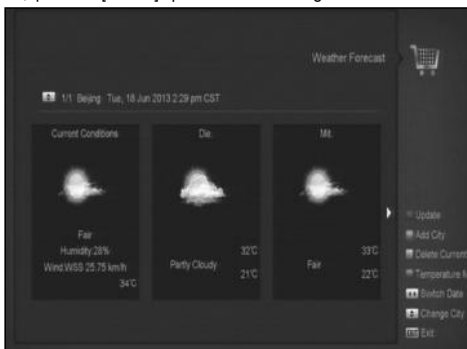 Weather Forecast
1/1 Beijing Tue, 18 Jun 2013 2:29 pm CST
Current Conditions
Fair
Humidity:28%
Wind:WSS 25.75 km/h
34°C
Die.
Partly Cloudy
32°C
21°C
Mit.
Fair
33°C
22°C
Update
Add City
Delete Current
Temperature M
Switch Date
Change City
EXIT Exit